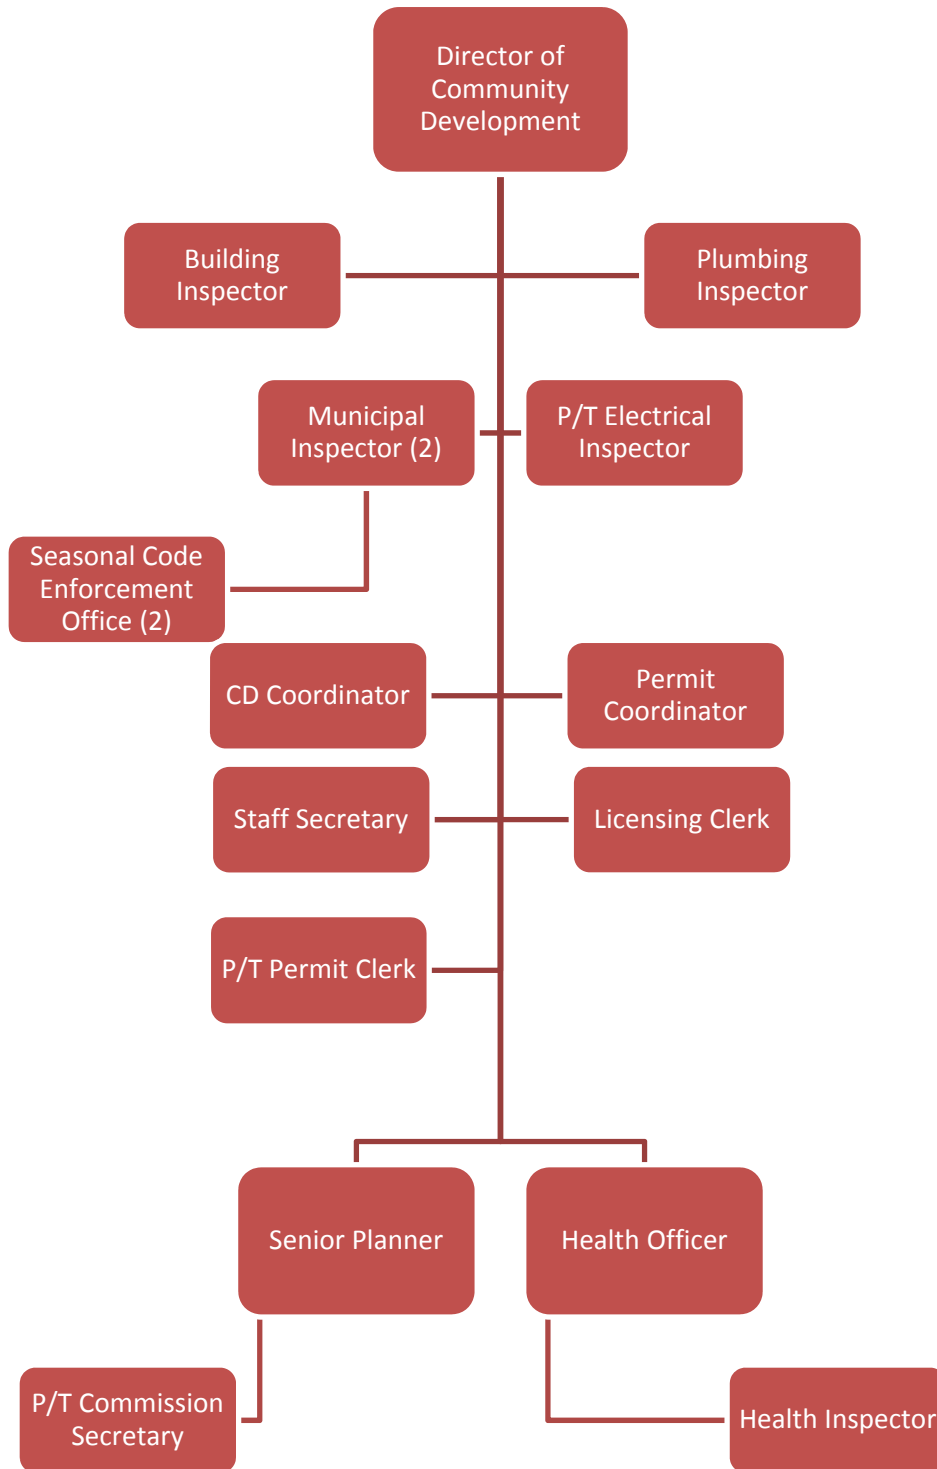 Director of
Community
Development
Building
Inspector
Plumbing
Inspector
Municipal
Inspector (2)
P/T Electrical
Inspector
Seasonal Code
Enforcement
Office (2)
CD Coordinator
Permit
Coordinator
Staff Secretary
Licensing Clerk
P/T Permit Clerk
Senior Planner
Health Officer
P/T Commission
Secretary
Health Inspector